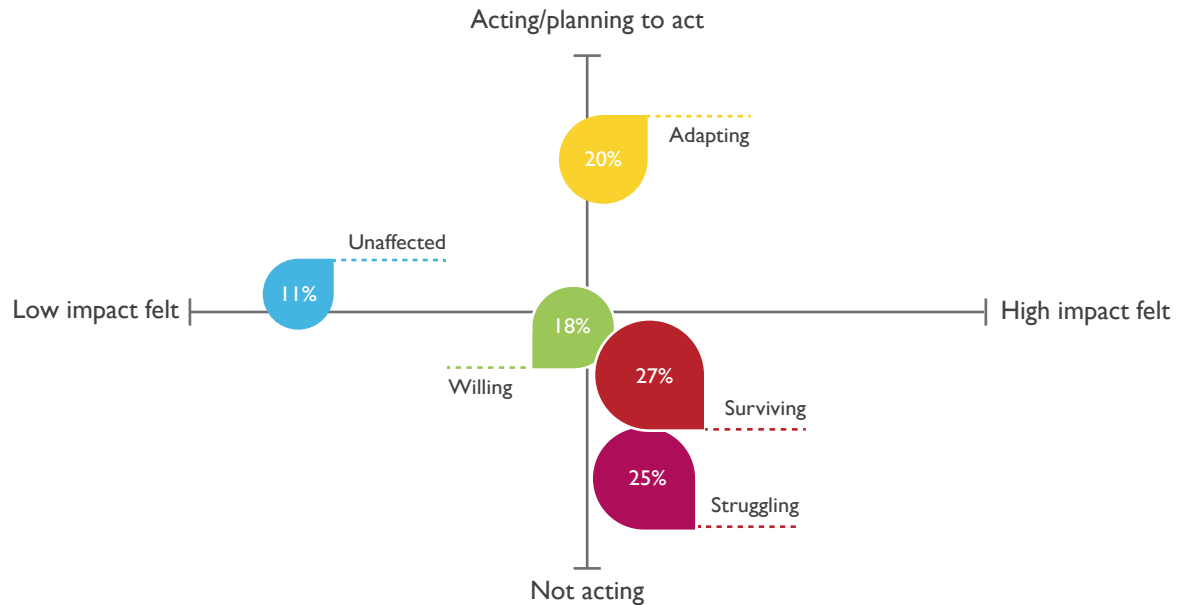 Acting/planning to act
20%
Adapting
Unaffected
11%
Low impact felt
High impact felt
18%
Willing
27%
Surviving
25%
Struggling
Not acting